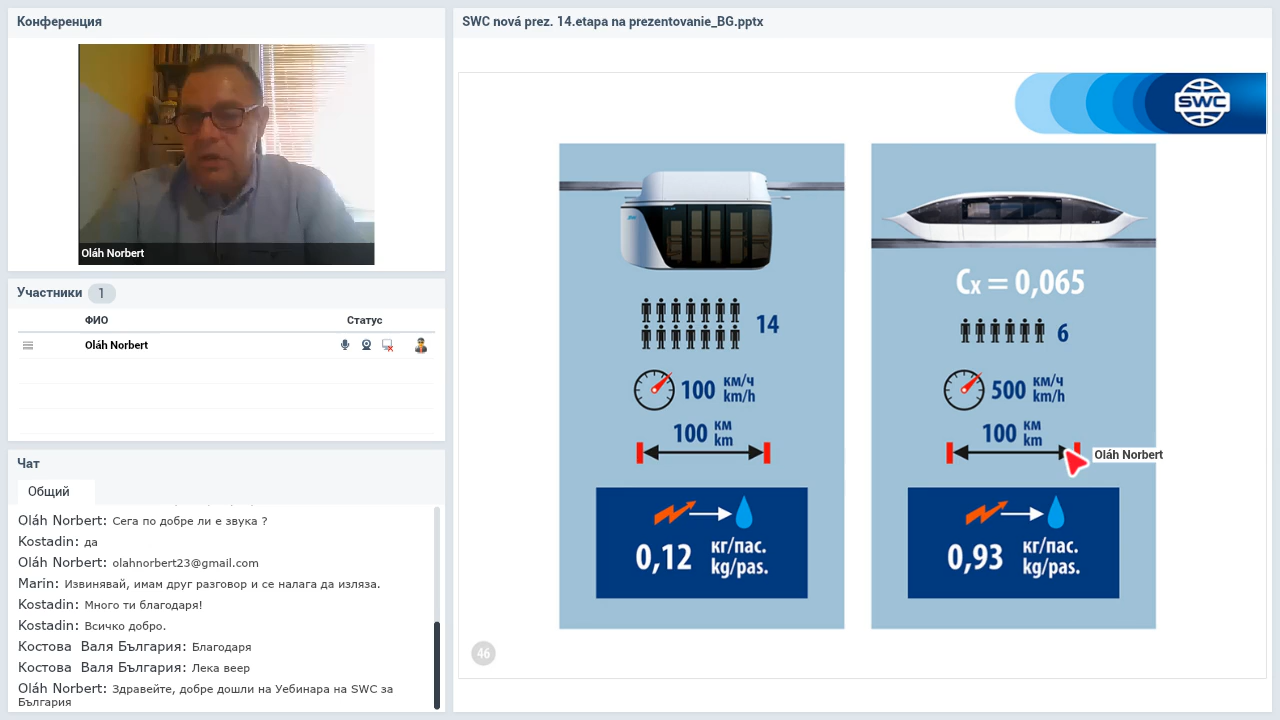 Конференция
Oláh Norbert
Участники 1
ФИО Статус
Oláh Norbert
Чат
Общий
Oláh Norbert: Сега по добре ли е звука ?
Kostadin: да
Oláh Norbert: olahnorbert23@gmail.com
Marin: Извинявай, имам друг разговор и се налага да изляза.
Kostadin: Много ти благодаря!
Kostadin: Всичко добро.
Костова Валя България: Благодаря
Костова Валя България: Лека веер
Oláh Norbert: Здравейте, добре дошли на Уебинара на SWC за
България
SWC nová prez. 14.etapa na prezentovanie_BG.pptx
SWC
14
100 км/ч km/h
100 км km
0,12 кг/пас. kg/pas.
Cx = 0,065
6
500 км/ч km/h
100 км km
Oláh Norbert
0,93 кг/пас. kg/pas.
46